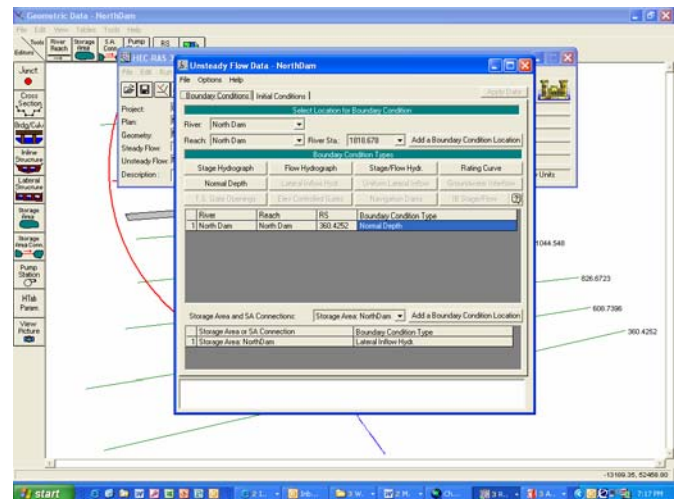 Geometric Data - NorthDam
File Edit View Tables Tools Help
Tools
Editors
River
Reach
Storage
Area
S.A.
Conn.
Pump
RS
Junct.
Cross
Section
Brdg/Culv
Inline
Structure
Lateral
Structure
Storage
Area
Storage
Area Conn.
Pump
Station
HTab
Param.
View
Picture
HEC-RAS
File Edit Run
Project:
Plan:
Geometry:
Steady Flow:
Unsteady Flow:
Description:
Units
Unsteady Flow Data - NorthDam
File Options Help
Boundary Conditions Initial Conditions
Apply Data
Select Location for Boundary Condition
River: North Dam
Reach: North Dam River Sta.: 1818.678 Add a Boundary Condition Location
Boundary Condition Types
Stage Hydrograph Flow Hydrograph Stage/Flow Hydr. Rating Curve
Normal Depth Lateral Inflow Hydr. Uniform Lateral Inflow Groundwater Interflow
T.S. Gate Openings Elev Controlled Gates Navigation Dams IB Stage/Flow
River Reach RS Boundary Condition Type
1 North Dam North Dam 360.4252 Normal Depth
Storage Area and SA Connections: Storage Area: NorthDam Add a Boundary Condition Location
Storage Area or SA Connection Boundary Condition Type
1 Storage Area: NorthDam Lateral Inflow Hydr.
1044.548
826.6723
608.7396
360.4252
-13109.35, 52468.90
start
7:17 PM